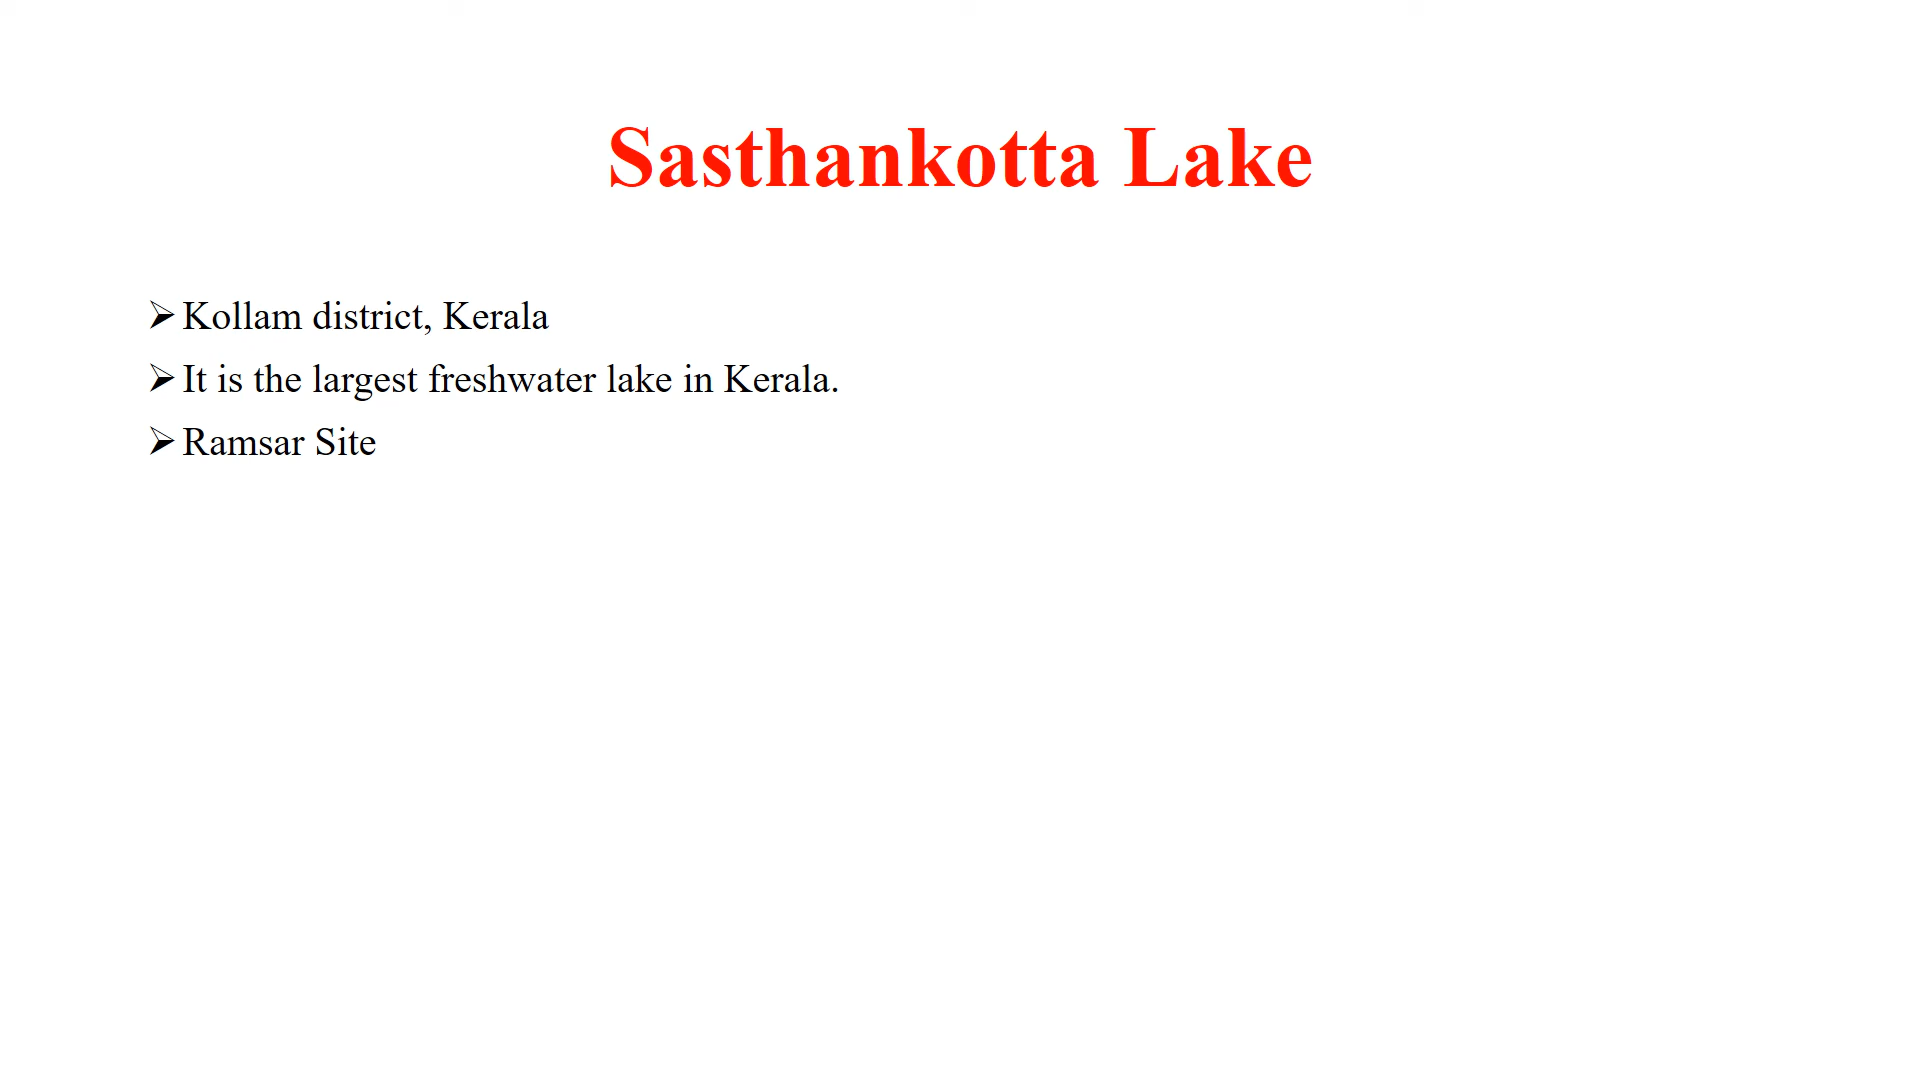 Sasthankotta Lake
➢ Kollam district, Kerala
➢ It is the largest freshwater lake in Kerala.
➢ Ramsar Site